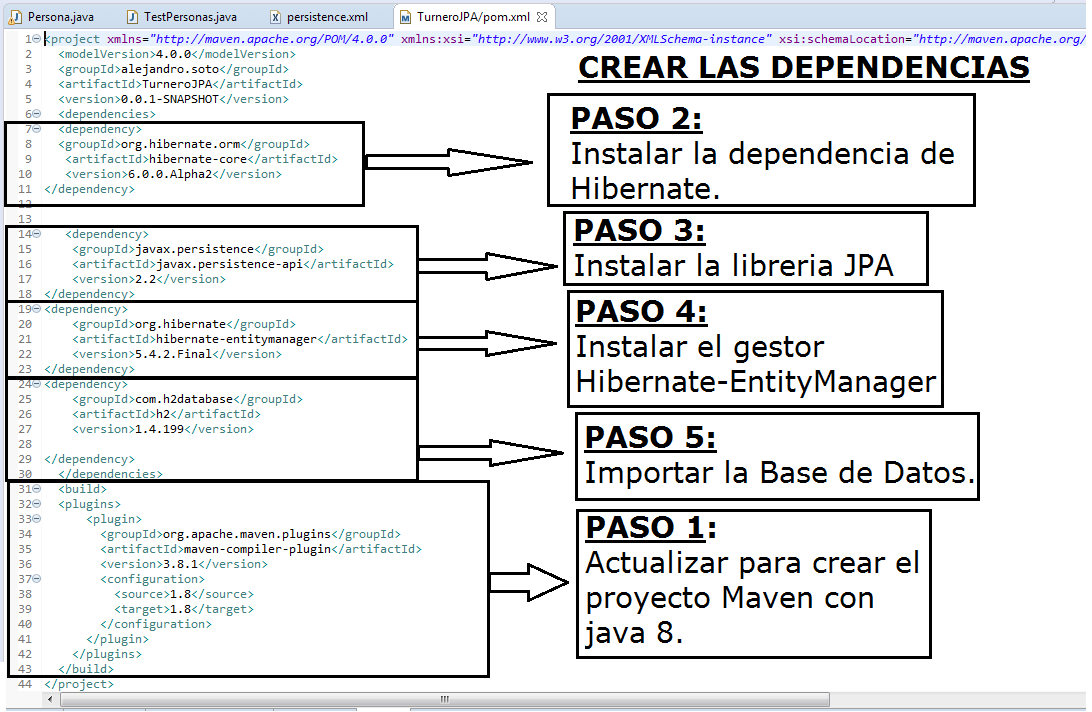 Persona.java TestPersonas.java persistence.xml TurneroJPA/pom.xml
1 <project xmlns="http://maven.apache.org/POM/4.0.0" xmlns:xsi="http://www.w3.org/2001/XMLSchema-instance" xsi:schemaLocation="http://maven.apache.org/
2 <modelVersion>4.0.0</modelVersion>
3 <groupId>alejandro.soto</groupId>
4 <artifactId>TurneroJPA</artifactId>
5 <version>0.0.1-SNAPSHOT</version>
6 <dependencies>
7 <dependency>
8 <groupId>org.hibernate.orm</groupId>
9 <artifactId>hibernate-core</artifactId>
10 <version>6.0.0.Alpha2</version>
11 </dependency>
12
13
14 <dependency>
15 <groupId>javax.persistence</groupId>
16 <artifactId>javax.persistence-api</artifactId>
17 <version>2.2</version>
18 </dependency>
19 <dependency>
20 <groupId>org.hibernate</groupId>
21 <artifactId>hibernate-entitymanager</artifactId>
22 <version>5.4.2.Final</version>
23 </dependency>
24 <dependency>
25 <groupId>com.h2database</groupId>
26 <artifactId>h2</artifactId>
27 <version>1.4.199</version>
28
29 </dependency>
30 </dependencies>
31 <build>
32 <plugins>
33 <plugin>
34 <groupId>org.apache.maven.plugins</groupId>
35 <artifactId>maven-compiler-plugin</artifactId>
36 <version>3.8.1</version>
37 <configuration>
38 <source>1.8</source>
39 <target>1.8</target>
40 </configuration>
41 </plugin>
42 </plugins>
43 </build>
44 </project>
CREAR LAS DEPENDENCIAS
PASO 2:
Instalar la dependencia de
Hibernate.
PASO 3:
Instalar la libreria JPA
PASO 4:
Instalar el gestor
Hibernate-EntityManager
PASO 5:
Importar la Base de Datos.
PASO 1:
Actualizar para crear el
proyecto Maven con
java 8.